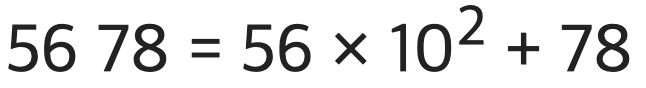 56 78 = 56 × 10² + 78